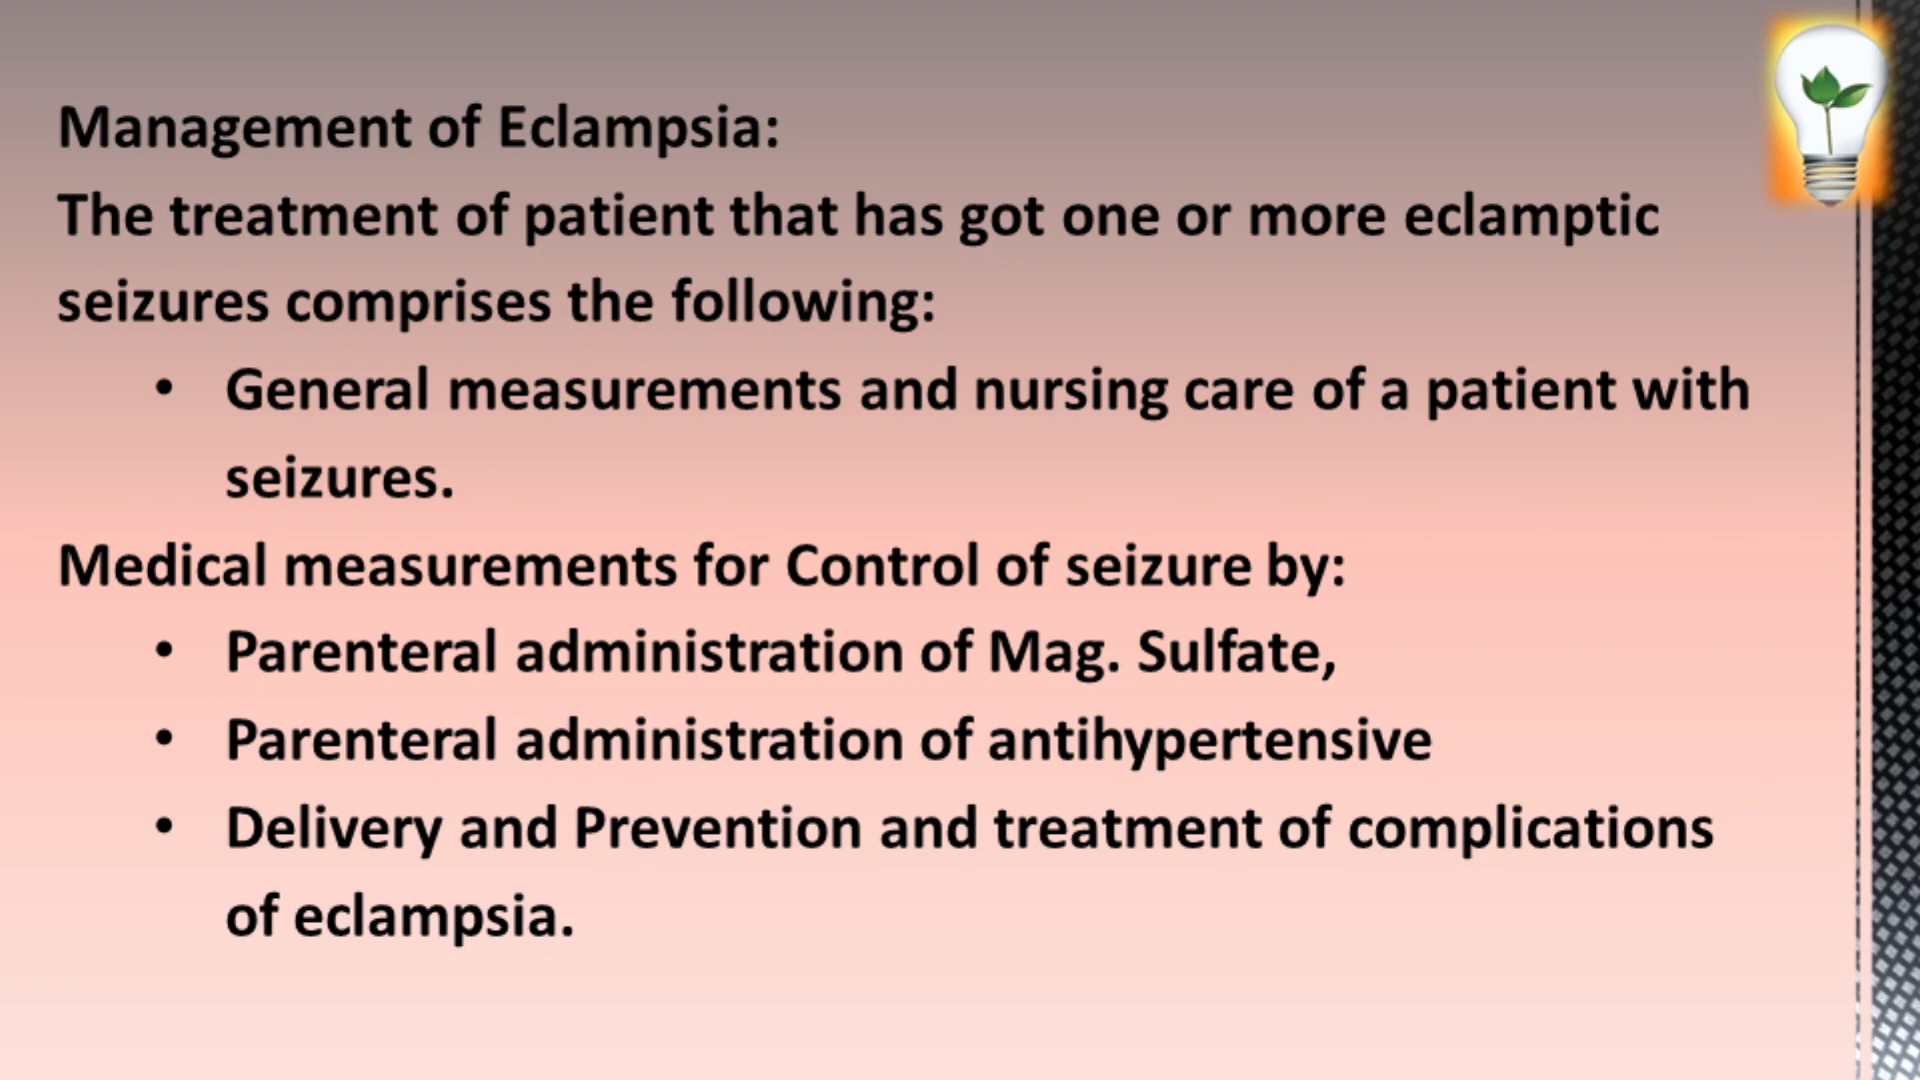 Management of Eclampsia:
The treatment of patient that has got one or more eclamptic
seizures comprises the following:
• General measurements and nursing care of a patient with
seizures.
Medical measurements for Control of seizure by:
• Parenteral administration of Mag. Sulfate,
• Parenteral administration of antihypertensive
• Delivery and Prevention and treatment of complications
of eclampsia.